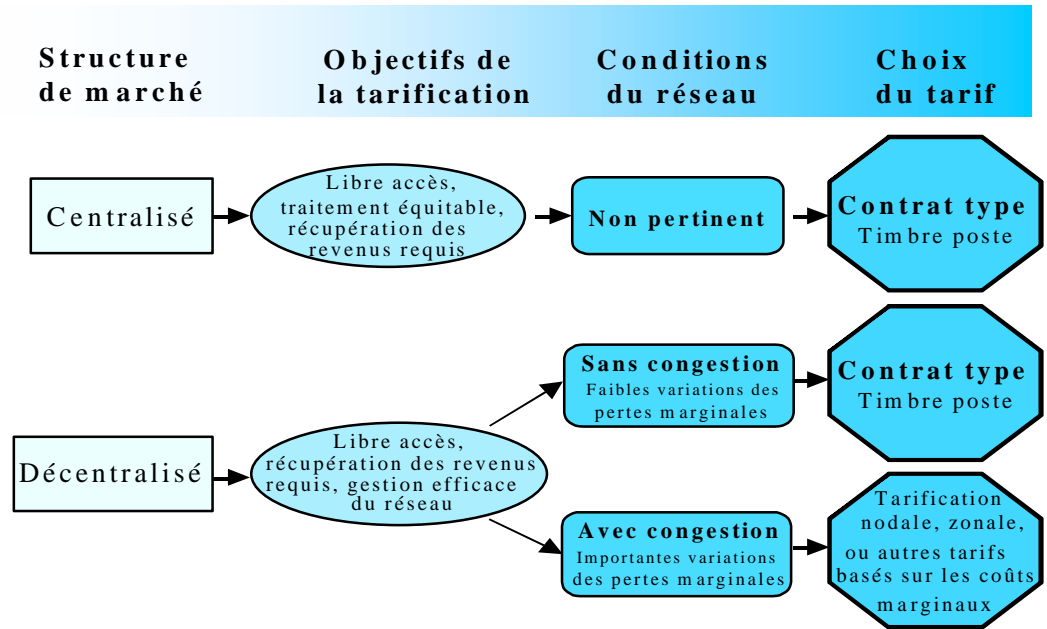 Structure
de marché
Objectifs de
la tarification
Conditions
du réseau
Choix
du tarif
Centralisé
Libre accès,
traitement équitable,
récupération des
revenus requis
Non pertinent
Contrat type
Timbre poste
Décentralisé
Libre accès,
récupération des revenus
requis, gestion efficace
du réseau
Sans congestion
Faibles variations des
pertes marginales
Contrat type
Timbre poste
Avec congestion
Importantes variations
des pertes marginales
Tarification
nodale, zonale,
ou autres tarifs
basés sur les coûts
marginaux